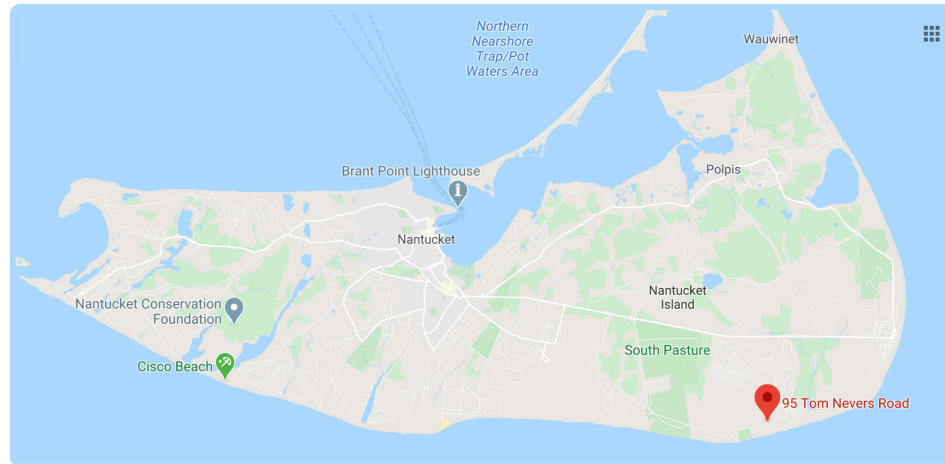 Northern
Nearshore
Trap/Pot
Waters Area
Wauwinet
Brant Point Lighthouse
Polpis
Nantucket
Nantucket
Island
Nantucket Conservation
Foundation
South Pasture
Cisco Beach
95 Tom Nevers Road